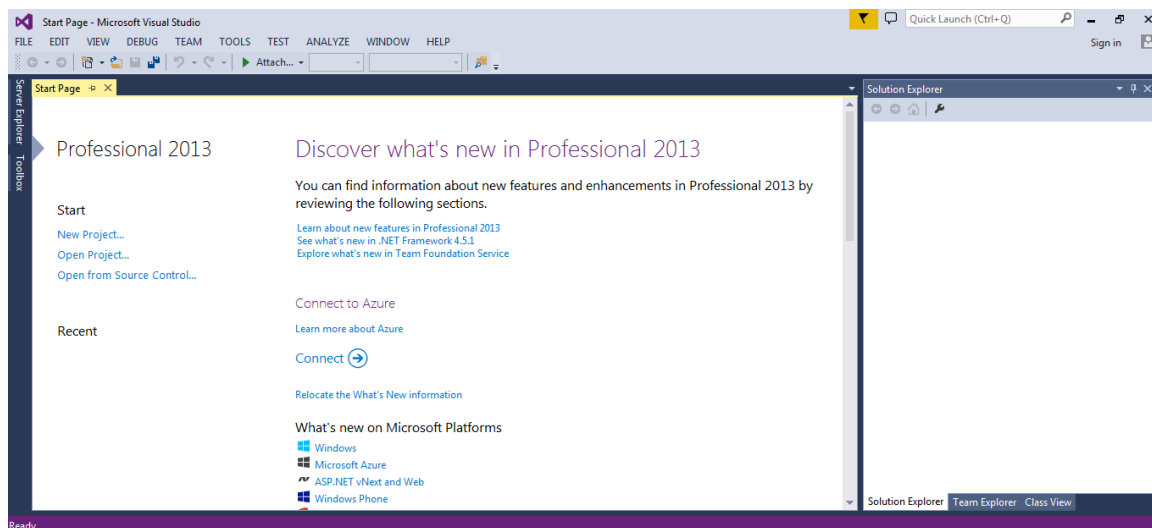 Start Page - Microsoft Visual Studio
Quick Launch (Ctrl+Q)
FILE EDIT VIEW DEBUG TEAM TOOLS TEST ANALYZE WINDOW HELP
Sign in
Attach...
Server Explorer
Toolbox
Start Page
Professional 2013
Start
New Project...
Open Project...
Open from Source Control...
Recent
Discover what's new in Professional 2013
You can find information about new features and enhancements in Professional 2013 by
reviewing the following sections.
Learn about new features in Professional 2013
See what's new in .NET Framework 4.5.1
Explore what's new in Team Foundation Service
Connect to Azure
Learn more about Azure
Connect
Relocate the What's New information
What's new on Microsoft Platforms
Windows
Microsoft Azure
ASP.NET vNext and Web
Windows Phone
Solution Explorer
Solution Explorer Team Explorer Class View
Ready